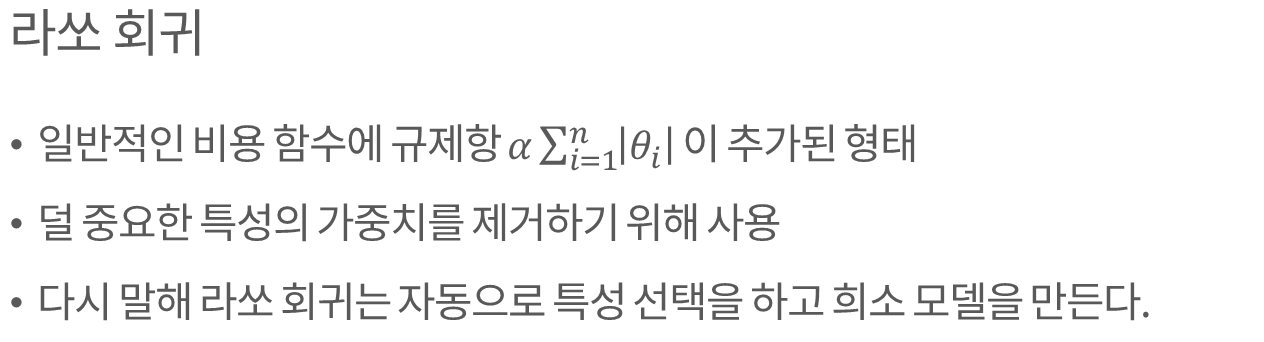 라쏘 회귀
• 일반적인 비용 함수에 규제항 α ∑ⁿᵢ₌₁|θᵢ| 이 추가된 형태
• 덜 중요한 특성의 가중치를 제거하기 위해 사용
• 다시 말해 라쏘 회귀는 자동으로 특성 선택을 하고 희소 모델을 만든다.